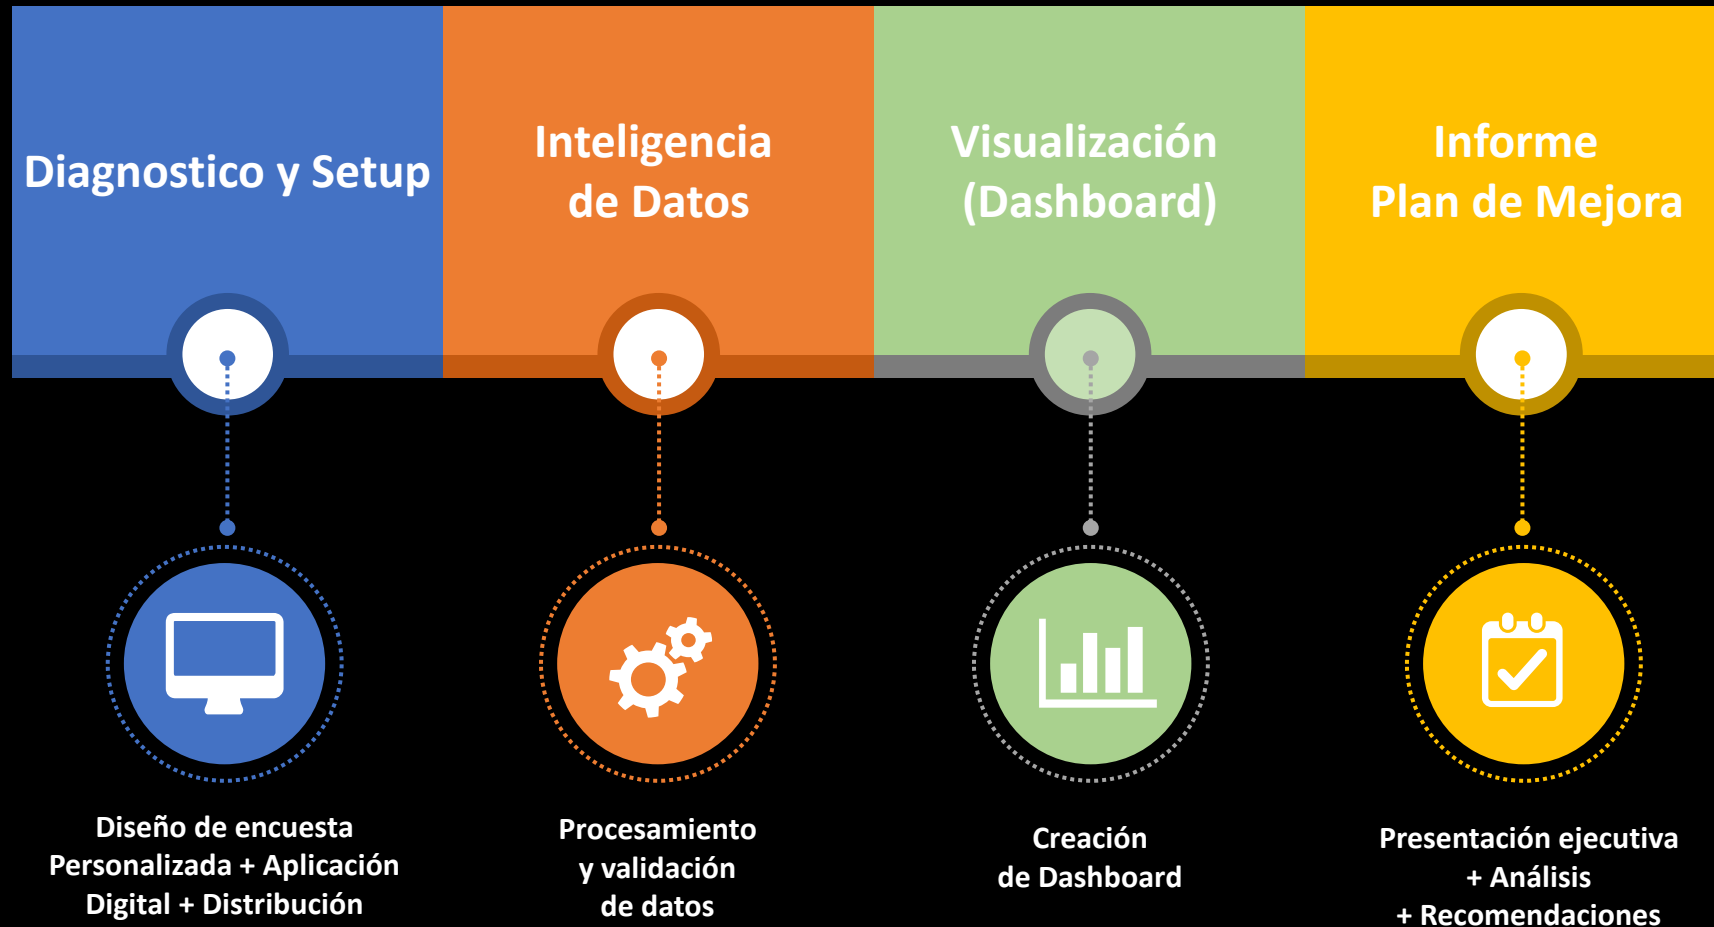 Diagnostico y Setup
Inteligencia
de Datos
Visualización
(Dashboard)
Informe
Plan de Mejora
Diseño de encuesta
Personalizada + Aplicación
Digital + Distribución
Procesamiento
y validación
de datos
Creación
de Dashboard
Presentación ejecutiva
+ Análisis
+ Recomendaciones